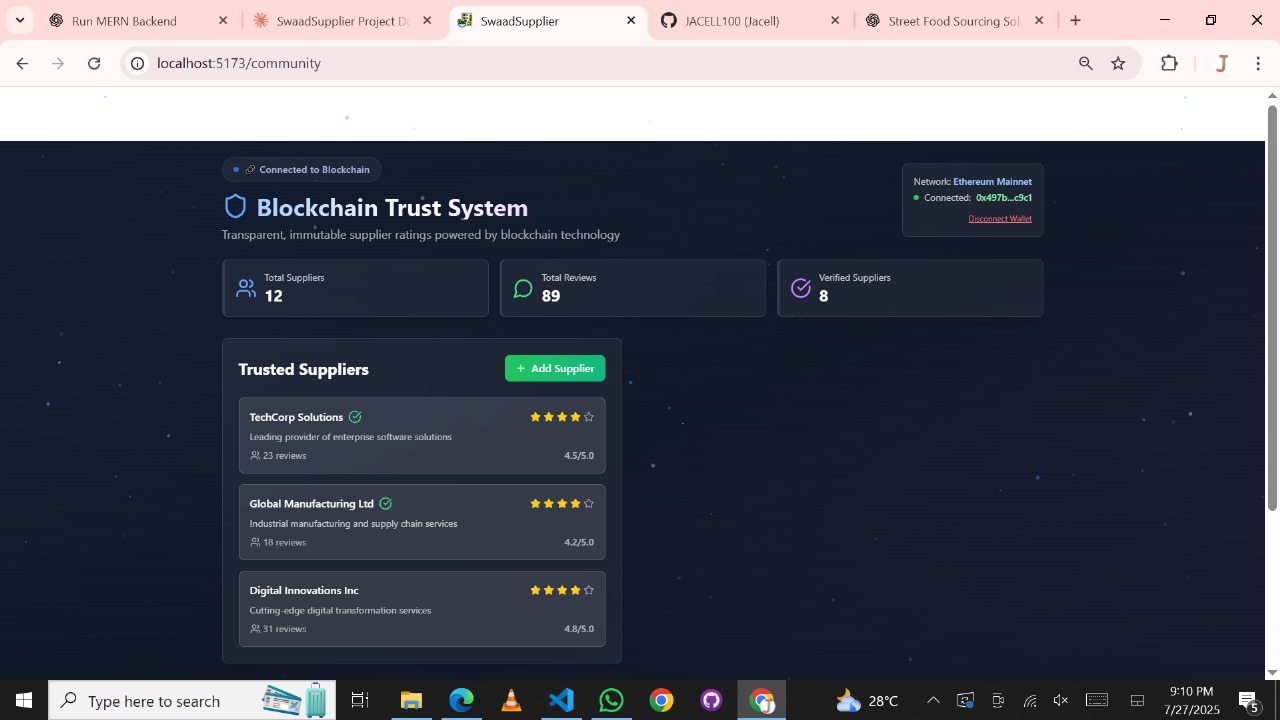 Run MERN Backend
SwaadSupplier Project Do
SwaadSupplier
JACELL100 (Jacell)
Street Food Sourcing Sol
localhost:5173/community
J
Connected to Blockchain
Blockchain Trust System
Transparent, immutable supplier ratings powered by blockchain technology
Network: Ethereum Mainnet
Connected: 0x497b...c9c1
Disconnect Wallet
Total Suppliers
12
Total Reviews
89
Verified Suppliers
8
Trusted Suppliers
+ Add Supplier
TechCorp Solutions
Leading provider of enterprise software solutions
23 reviews
4.5/5.0
Global Manufacturing Ltd
Industrial manufacturing and supply chain services
18 reviews
4.2/5.0
Digital Innovations Inc
Cutting-edge digital transformation services
31 reviews
4.8/5.0
Type here to search
28°C
9:10 PM
7/27/2025
5